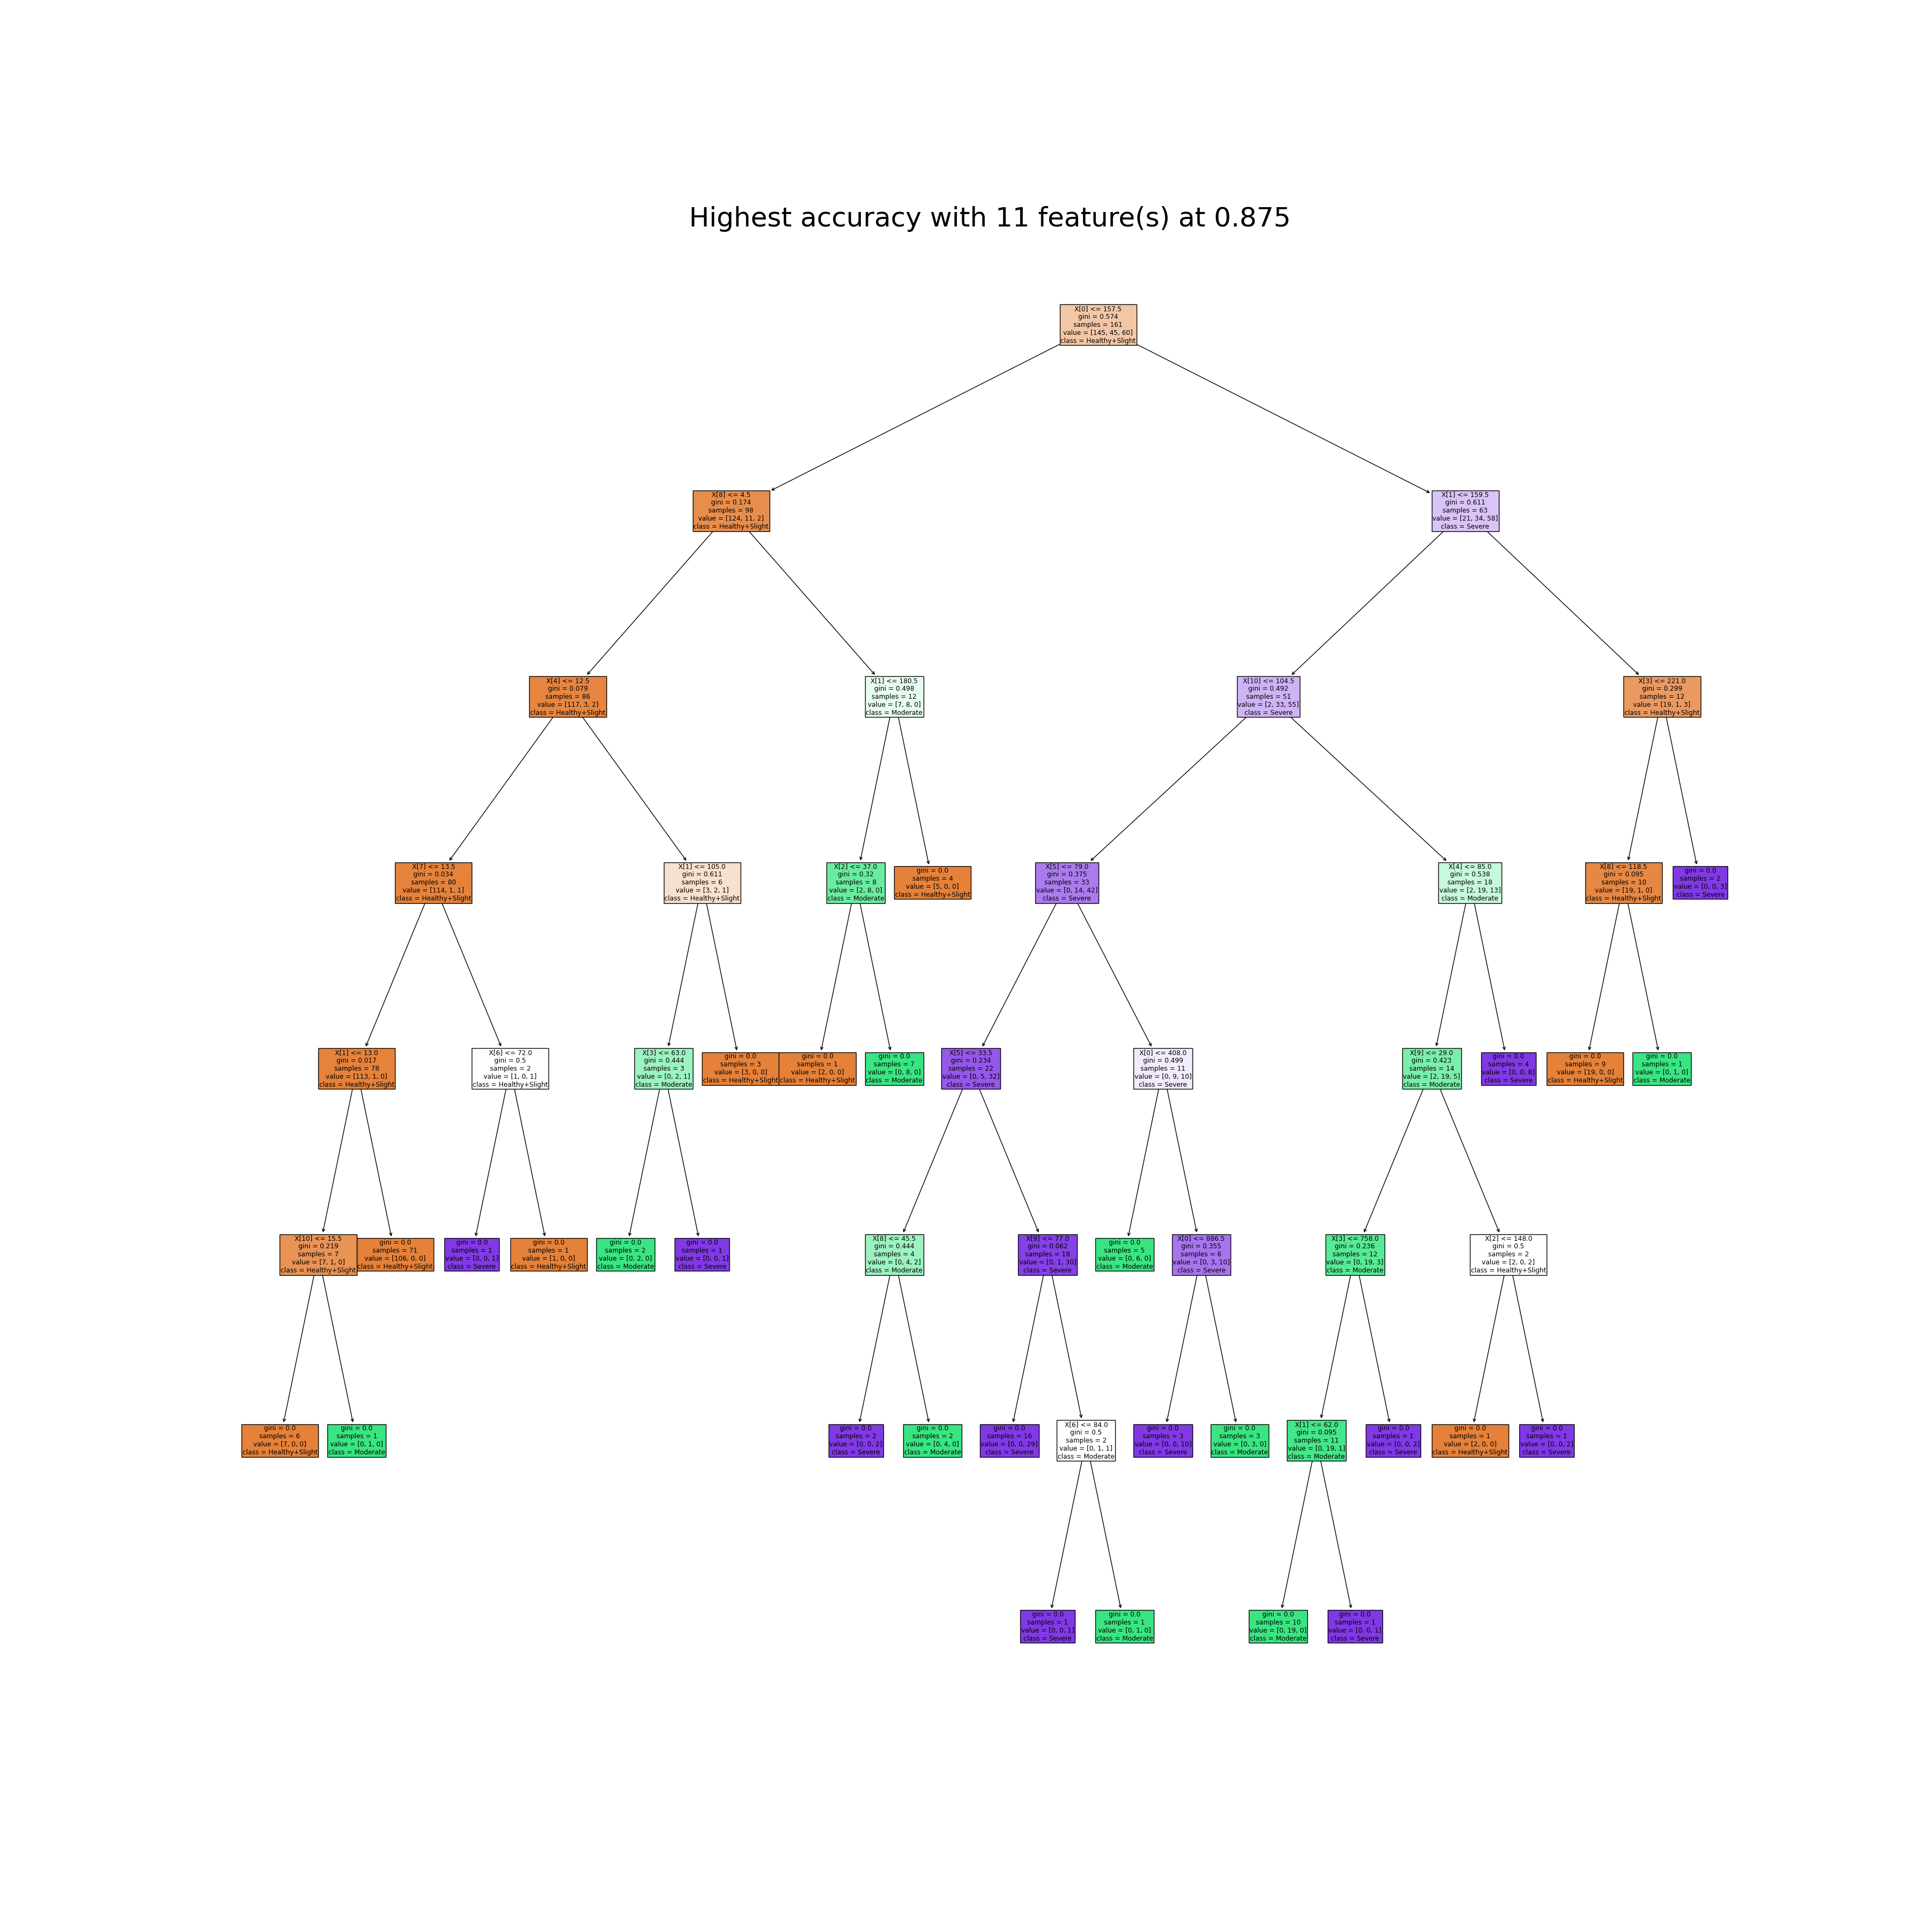 Highest accuracy with 11 feature(s) at 0.875
X[0] <= 157.5
gini = 0.574
samples = 161
value = [145, 45, 60]
class = Healthy+Slight
X[8] <= 4.5
gini = 0.174
samples = 98
value = [124, 11, 2]
class = Healthy+Slight
X[1] <= 159.5
gini = 0.611
samples = 63
value = [21, 34, 58]
class = Severe
X[4] <= 12.5
gini = 0.079
samples = 86
value = [117, 3, 2]
class = Healthy+Slight
X[1] <= 180.5
gini = 0.498
samples = 12
value = [7, 8, 0]
class = Moderate
X[10] <= 104.5
gini = 0.492
samples = 51
value = [2, 33, 55]
class = Severe
X[3] <= 221.0
gini = 0.299
samples = 12
value = [19, 1, 3]
class = Healthy+Slight
X[7] <= 13.5
gini = 0.034
samples = 80
value = [114, 1, 1]
class = Healthy+Slight
X[1] <= 105.0
gini = 0.611
samples = 6
value = [3, 2, 1]
class = Healthy+Slight
X[2] <= 37.0
gini = 0.32
samples = 8
value = [2, 8, 0]
class = Moderate
gini = 0.0
samples = 4
value = [5, 0, 0]
class = Healthy+Slight
X[5] <= 79.0
gini = 0.375
samples = 33
value = [0, 14, 42]
class = Severe
X[4] <= 85.0
gini = 0.538
samples = 18
value = [2, 19, 13]
class = Moderate
X[8] <= 118.5
gini = 0.095
samples = 10
value = [19, 1, 0]
class = Healthy+Slight
gini = 0.0
samples = 2
value = [0, 0, 3]
class = Severe
X[1] <= 13.0
gini = 0.017
samples = 78
value = [113, 1, 0]
class = Healthy+Slight
X[6] <= 72.0
gini = 0.5
samples = 2
value = [1, 0, 1]
class = Healthy+Slight
X[3] <= 63.0
gini = 0.444
samples = 3
value = [0, 2, 1]
class = Moderate
gini = 0.0
samples = 3
value = [3, 0, 0]
class = Healthy+Slight
gini = 0.0
samples = 1
value = [2, 0, 0]
class = Healthy+Slight
gini = 0.0
samples = 7
value = [0, 8, 0]
class = Moderate
X[5] <= 33.5
gini = 0.234
samples = 22
value = [0, 5, 32]
class = Severe
X[0] <= 408.0
gini = 0.499
samples = 11
value = [0, 9, 10]
class = Severe
X[9] <= 29.0
gini = 0.423
samples = 14
value = [2, 19, 5]
class = Moderate
gini = 0.0
samples = 4
value = [0, 0, 8]
class = Severe
gini = 0.0
samples = 9
value = [19, 0, 0]
class = Healthy+Slight
gini = 0.0
samples = 1
value = [0, 1, 0]
class = Moderate
X[10] <= 15.5
gini = 0.219
samples = 7
value = [7, 1, 0]
class = Healthy+Slight
gini = 0.0
samples = 71
value = [106, 0, 0]
class = Healthy+Slight
gini = 0.0
samples = 1
value = [0, 0, 1]
class = Severe
gini = 0.0
samples = 1
value = [1, 0, 0]
class = Healthy+Slight
gini = 0.0
samples = 2
value = [0, 2, 0]
class = Moderate
gini = 0.0
samples = 1
value = [0, 0, 1]
class = Severe
X[8] <= 45.5
gini = 0.444
samples = 4
value = [0, 4, 2]
class = Moderate
X[9] <= 77.0
gini = 0.062
samples = 18
value = [0, 1, 30]
class = Severe
gini = 0.0
samples = 5
value = [0, 6, 0]
class = Moderate
X[0] <= 886.5
gini = 0.355
samples = 6
value = [0, 3, 10]
class = Severe
X[3] <= 758.0
gini = 0.236
samples = 12
value = [0, 19, 3]
class = Moderate
X[2] <= 148.0
gini = 0.5
samples = 2
value = [2, 0, 2]
class = Healthy+Slight
gini = 0.0
samples = 6
value = [7, 0, 0]
class = Healthy+Slight
gini = 0.0
samples = 1
value = [0, 1, 0]
class = Moderate
gini = 0.0
samples = 2
value = [0, 0, 2]
class = Severe
gini = 0.0
samples = 2
value = [0, 4, 0]
class = Moderate
gini = 0.0
samples = 16
value = [0, 0, 29]
class = Severe
X[6] <= 84.0
gini = 0.5
samples = 2
value = [0, 1, 1]
class = Moderate
gini = 0.0
samples = 3
value = [0, 0, 10]
class = Severe
gini = 0.0
samples = 3
value = [0, 3, 0]
class = Moderate
X[1] <= 62.0
gini = 0.095
samples = 11
value = [0, 19, 1]
class = Moderate
gini = 0.0
samples = 1
value = [0, 0, 2]
class = Severe
gini = 0.0
samples = 1
value = [2, 0, 0]
class = Healthy+Slight
gini = 0.0
samples = 1
value = [0, 0, 2]
class = Severe
gini = 0.0
samples = 1
value = [0, 0, 1]
class = Severe
gini = 0.0
samples = 1
value = [0, 1, 0]
class = Moderate
gini = 0.0
samples = 10
value = [0, 19, 0]
class = Moderate
gini = 0.0
samples = 1
value = [0, 0, 1]
class = Severe